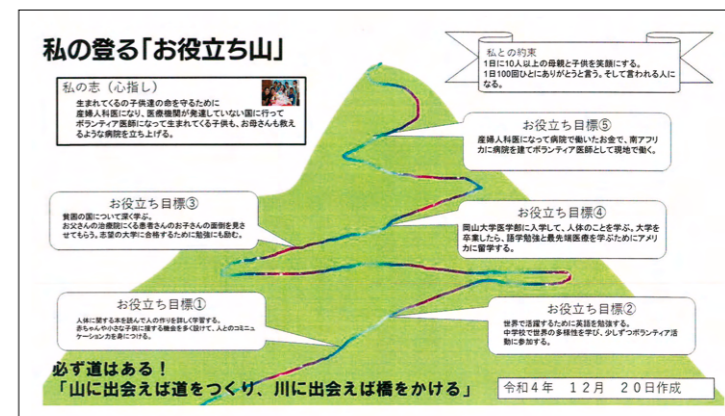 私の登る「お役立ち山」
私との約束
1日に10人以上の母親と子供を笑顔にする。
1日100回ひとにありがとうと言う。そして言われる人に
なる。
私の志（心指し）
生まれてくるの子供達の命を守るために
産婦人科医になり、医療機関が発達していない国に行って
ボランティア医師になって生まれてくる子供も、お母さんも救え
るような病院を立ち上げる。
お役立ち目標⑤
産婦人科医になって病院で働いたお金で、南アフリ
カに病院を建てボランティア医師として現地で働く。
お役立ち目標③
貧困の国について深く学ぶ。
お父さんの治療院にくる患者さんのお子さんの面倒を見さ
せてもらう。志望の大学に合格するために勉強にも励む。
お役立ち目標④
岡山大学医学部に入学して、人体のことを学ぶ。大学を
卒業したら、語学勉強と最先端医療を学ぶためにアメリ
カに留学する。
お役立ち目標①
人体に関する本を読んで人の作りを詳しく学習する。
赤ちゃんや小さな子供に接する機会を多く設けて、人とのコミニュ
ケーション力を身につける。
お役立ち目標②
世界で活躍するために英語を勉強する。
中学校で世界の多様性を学び、少しずつボランティア活
動に参加する。
必ず道はある！
「山に出会えば道をつくり、川に出会えば橋をかける」
令和4年　12月　20日作成